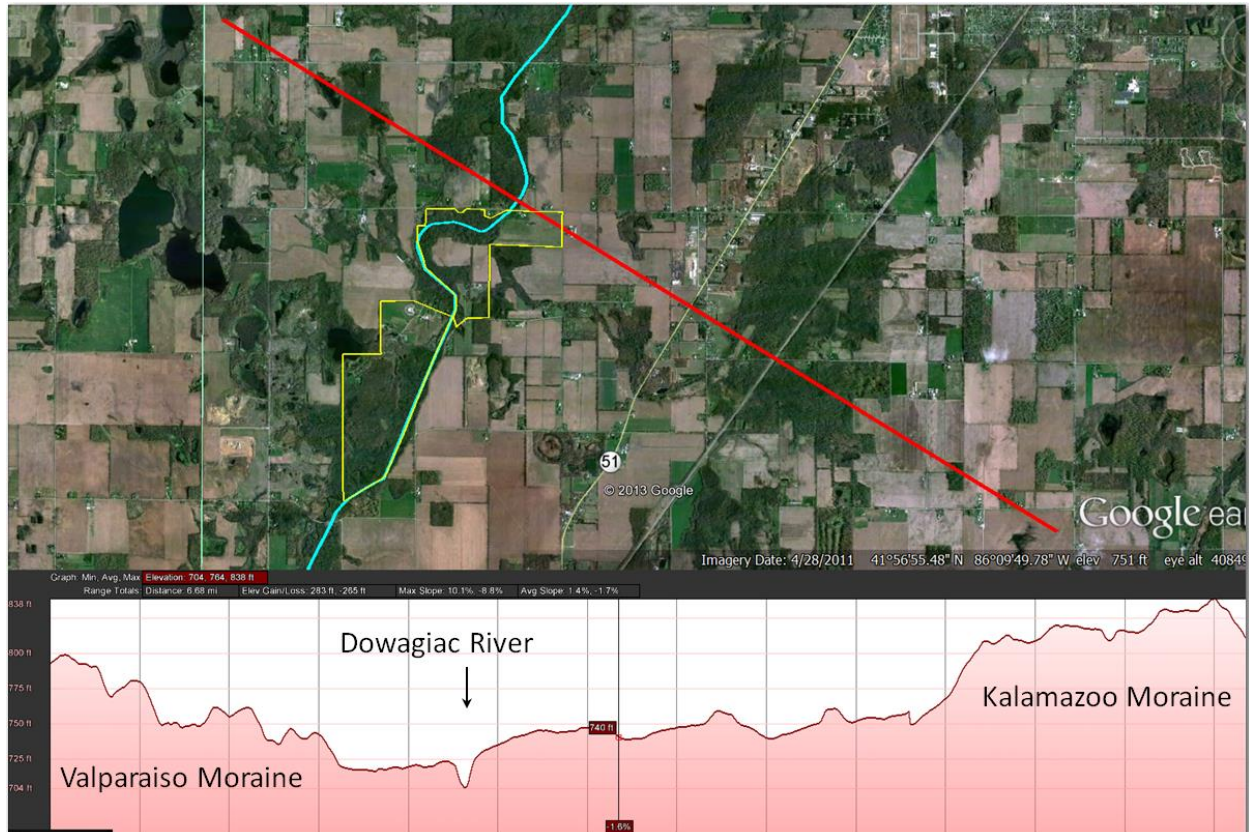 51
© 2013 Google
Google ear
Imagery Date: 4/28/2011 41°56'55.48" N 86°09'49.78" W elev 751 ft eye alt 40849
Graph: Min, Avg, Max Elevation: 704, 764, 838 ft
Range Totals: Distance: 6.68 mi Elev Gain/Loss: 283 ft, -265 ft Max Slope: 10.1%, -8.8% Avg Slope: 1.4%, -1.7%
838 ft
800 ft
775 ft
750 ft
725 ft
704 ft
Dowagiac River
740 ft
Kalamazoo Moraine
Valparaiso Moraine
-1.6%